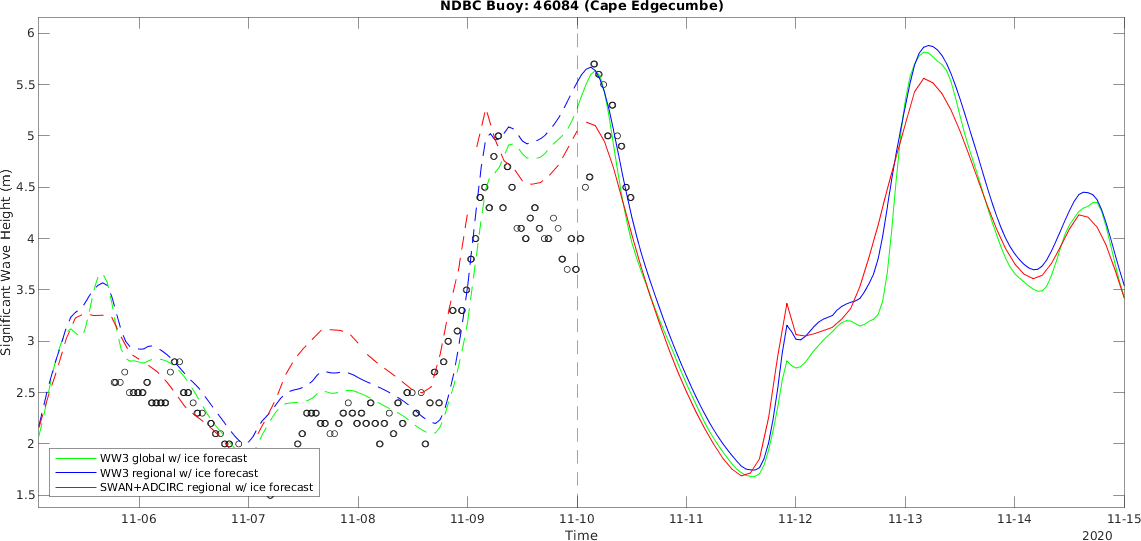 NDBC Buoy: 46084 (Cape Edgecumbe)
6
5.5
5
4.5
4
3.5
3
2.5
2
1.5
Significant Wave Height (m)
WW3 global w/ ice forecast
WW3 regional w/ ice forecast
SWAN+ADCIRC regional w/ ice forecast
11-06 11-07 11-08 11-09 11-10 11-11 11-12 11-13 11-14 11-15
Time
2020